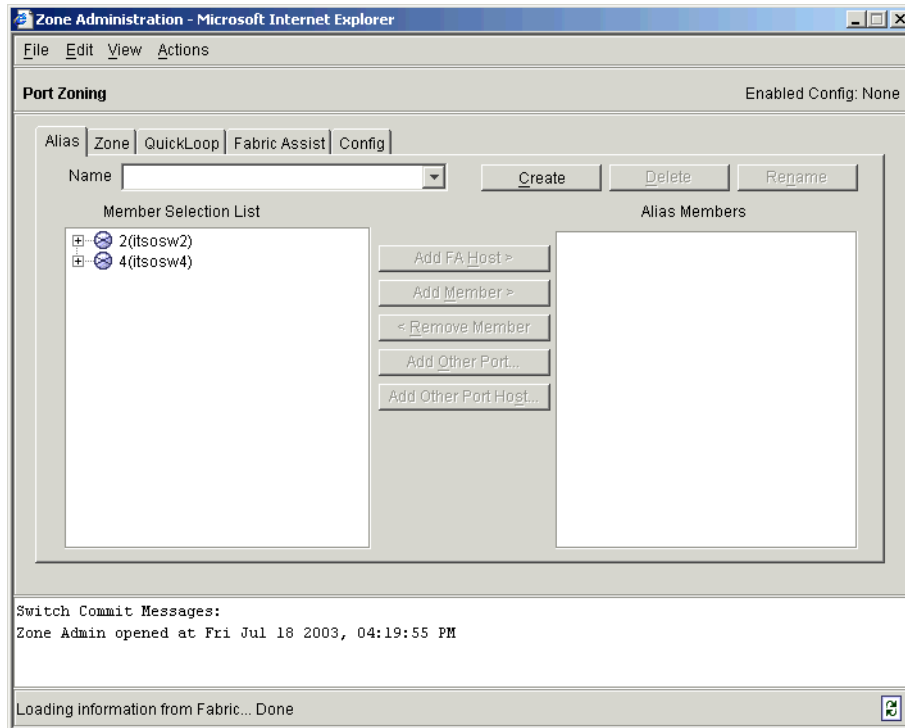 Zone Administration - Microsoft Internet Explorer
File Edit View Actions
Port Zoning Enabled Config: None
Alias Zone QuickLoop Fabric Assist Config
Name Create Delete Rename
Member Selection List Alias Members
2(itsosw2)
4(itsosw4)
Add FA Host >
Add Member >
< Remove Member
Add Other Port...
Add Other Port Host...
Switch Commit Messages:
Zone Admin opened at Fri Jul 18 2003, 04:19:55 PM
Loading information from Fabric... Done